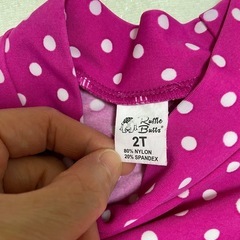 Ruffle
Butts
2T
80% NYLON
20% SPANDEX